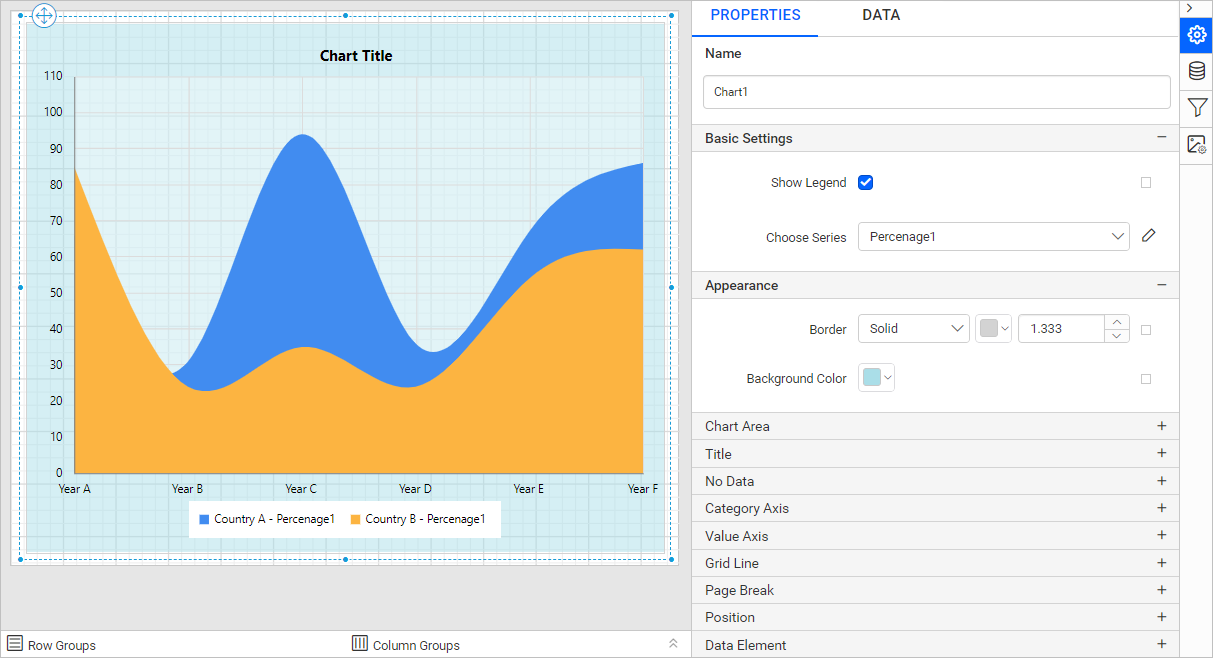 Chart Title
110
100
90
80
70
60
50
40
30
20
10
0
Year A Year B Year C Year D Year E Year F
Country A - Percenage1 Country B - Percenage1
Row Groups Column Groups
PROPERTIES DATA
Name
Chart1
Basic Settings
Show Legend
Choose Series Percenage1
Appearance
Border Solid 1.333
Background Color
Chart Area
Title
No Data
Category Axis
Value Axis
Grid Line
Page Break
Position
Data Element